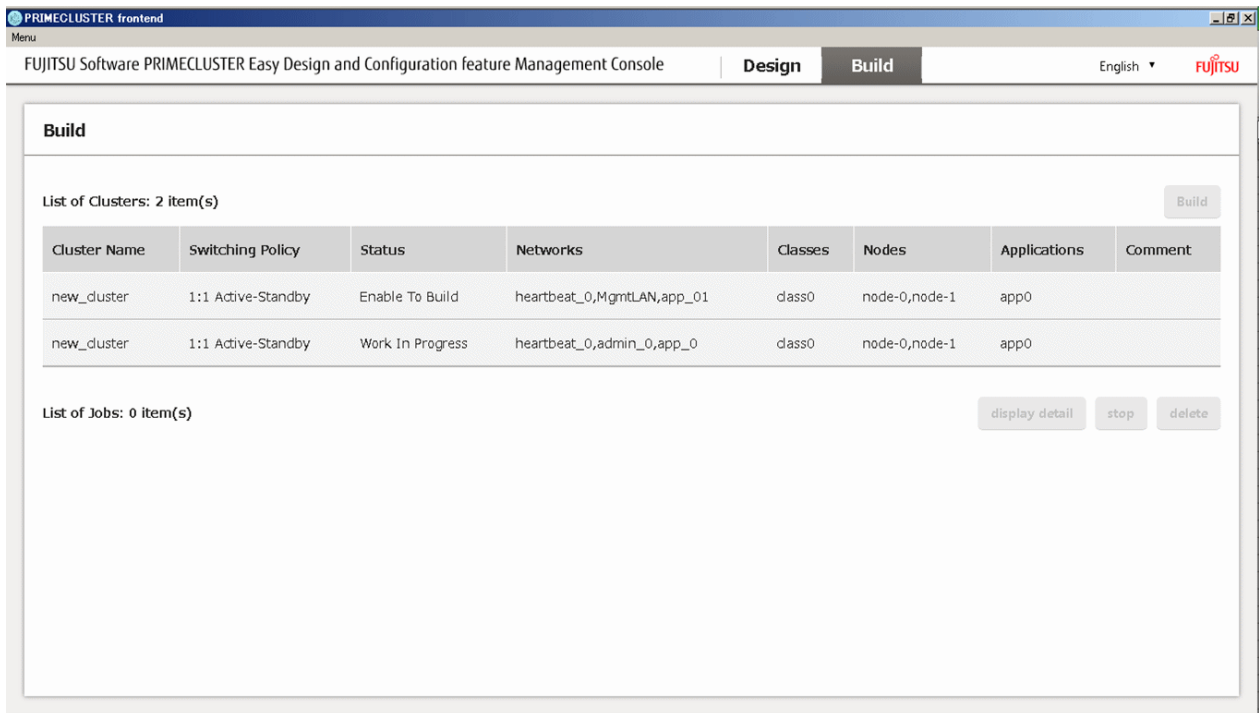 PRIMECLUSTER frontend
Menu
FUJITSU Software PRIMECLUSTER Easy Design and Configuration feature Management Console Design Build English ▼ FUJITSU
Build
List of Clusters: 2 item(s) Build
Cluster Name Switching Policy Status Networks Classes Nodes Applications Comment
new_cluster 1:1 Active-Standby Enable To Build heartbeat_0,MgmtLAN,app_01 class0 node-0,node-1 app0
new_cluster 1:1 Active-Standby Work In Progress heartbeat_0,admin_0,app_0 class0 node-0,node-1 app0
List of Jobs: 0 item(s) display detail stop delete